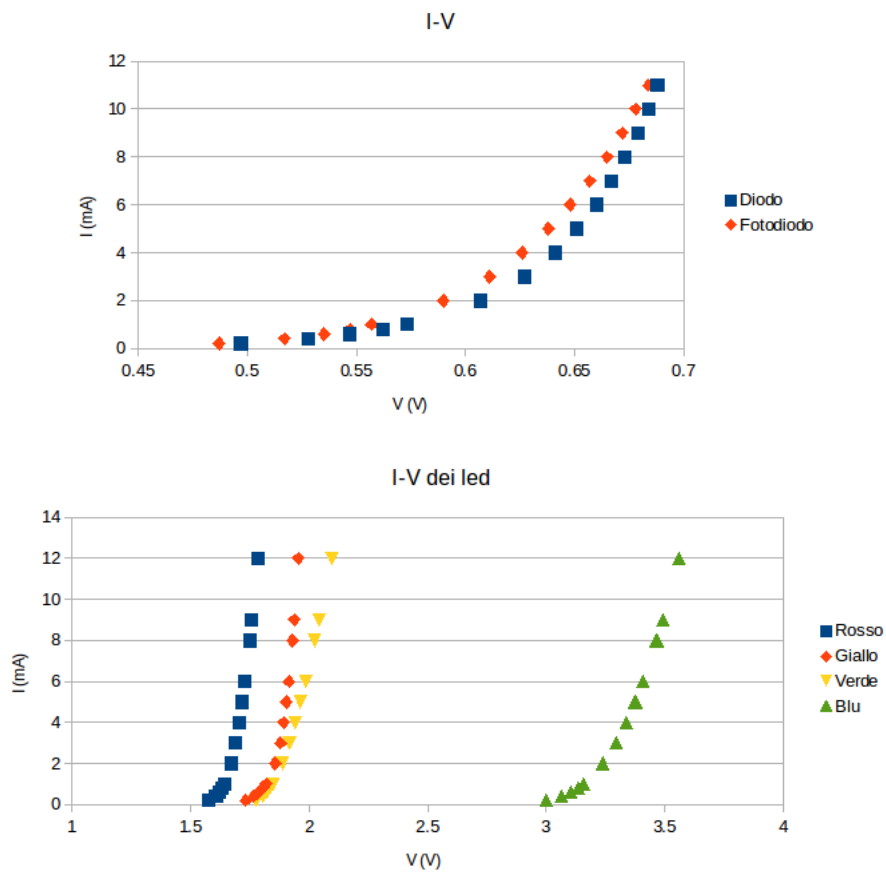 I-V
12
10
8
6
4
2
0
I (mA)
0.45 0.5 0.55 0.6 0.65 0.7
V (V)
Diodo
Fotodiodo
I-V dei led
14
12
10
8
6
4
2
0
I (mA)
1 1.5 2 2.5 3 3.5 4
V (V)
Rosso
Giallo
Verde
Blu